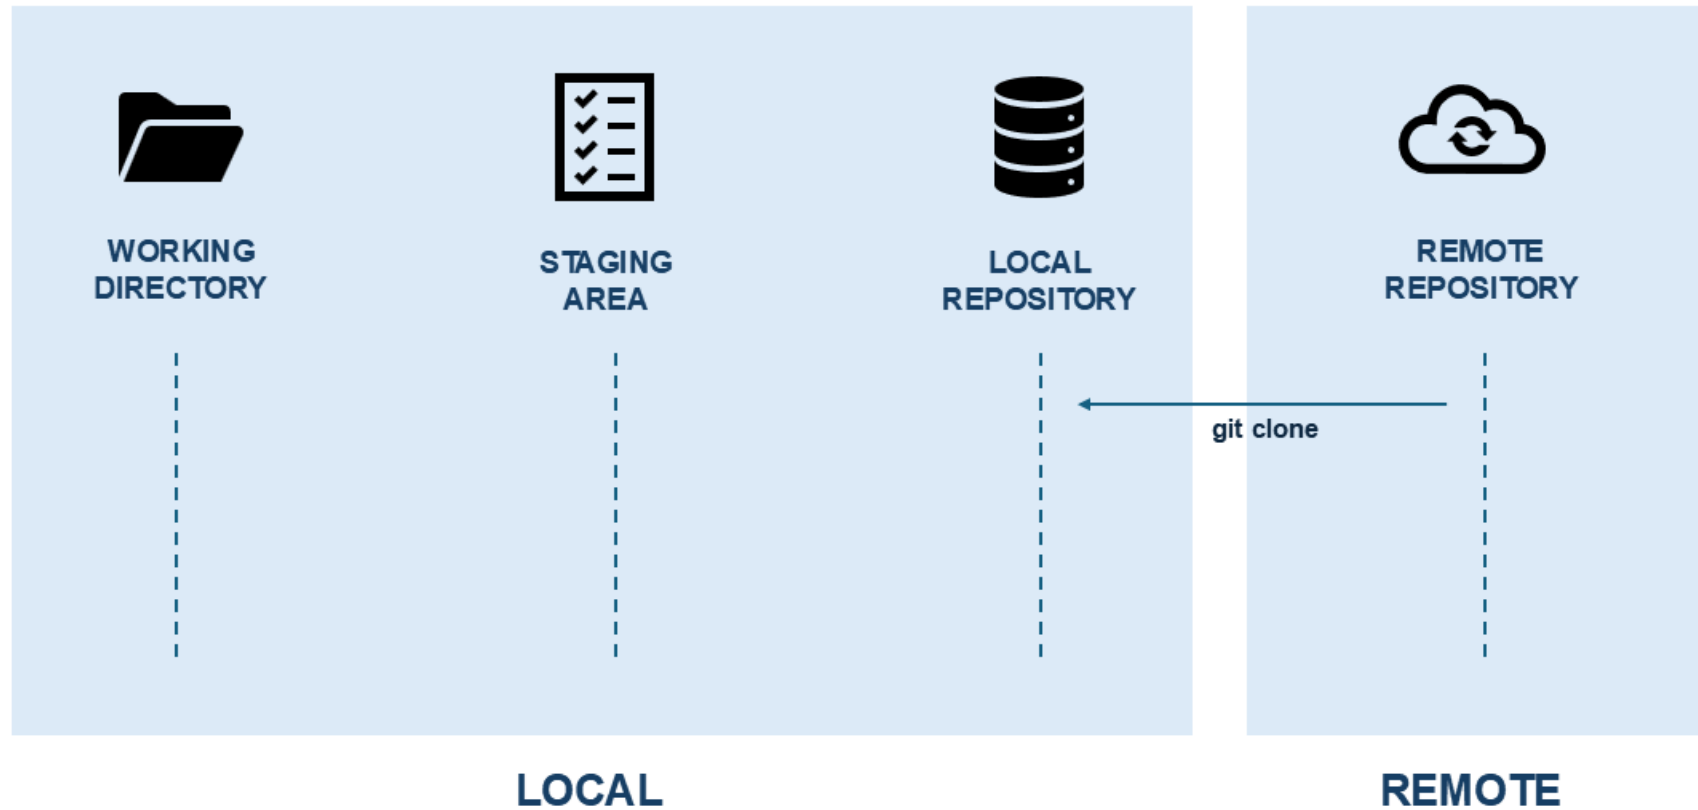 WORKING
DIRECTORY
STAGING
AREA
LOCAL
REPOSITORY
REMOTE
REPOSITORY
git clone
LOCAL
REMOTE